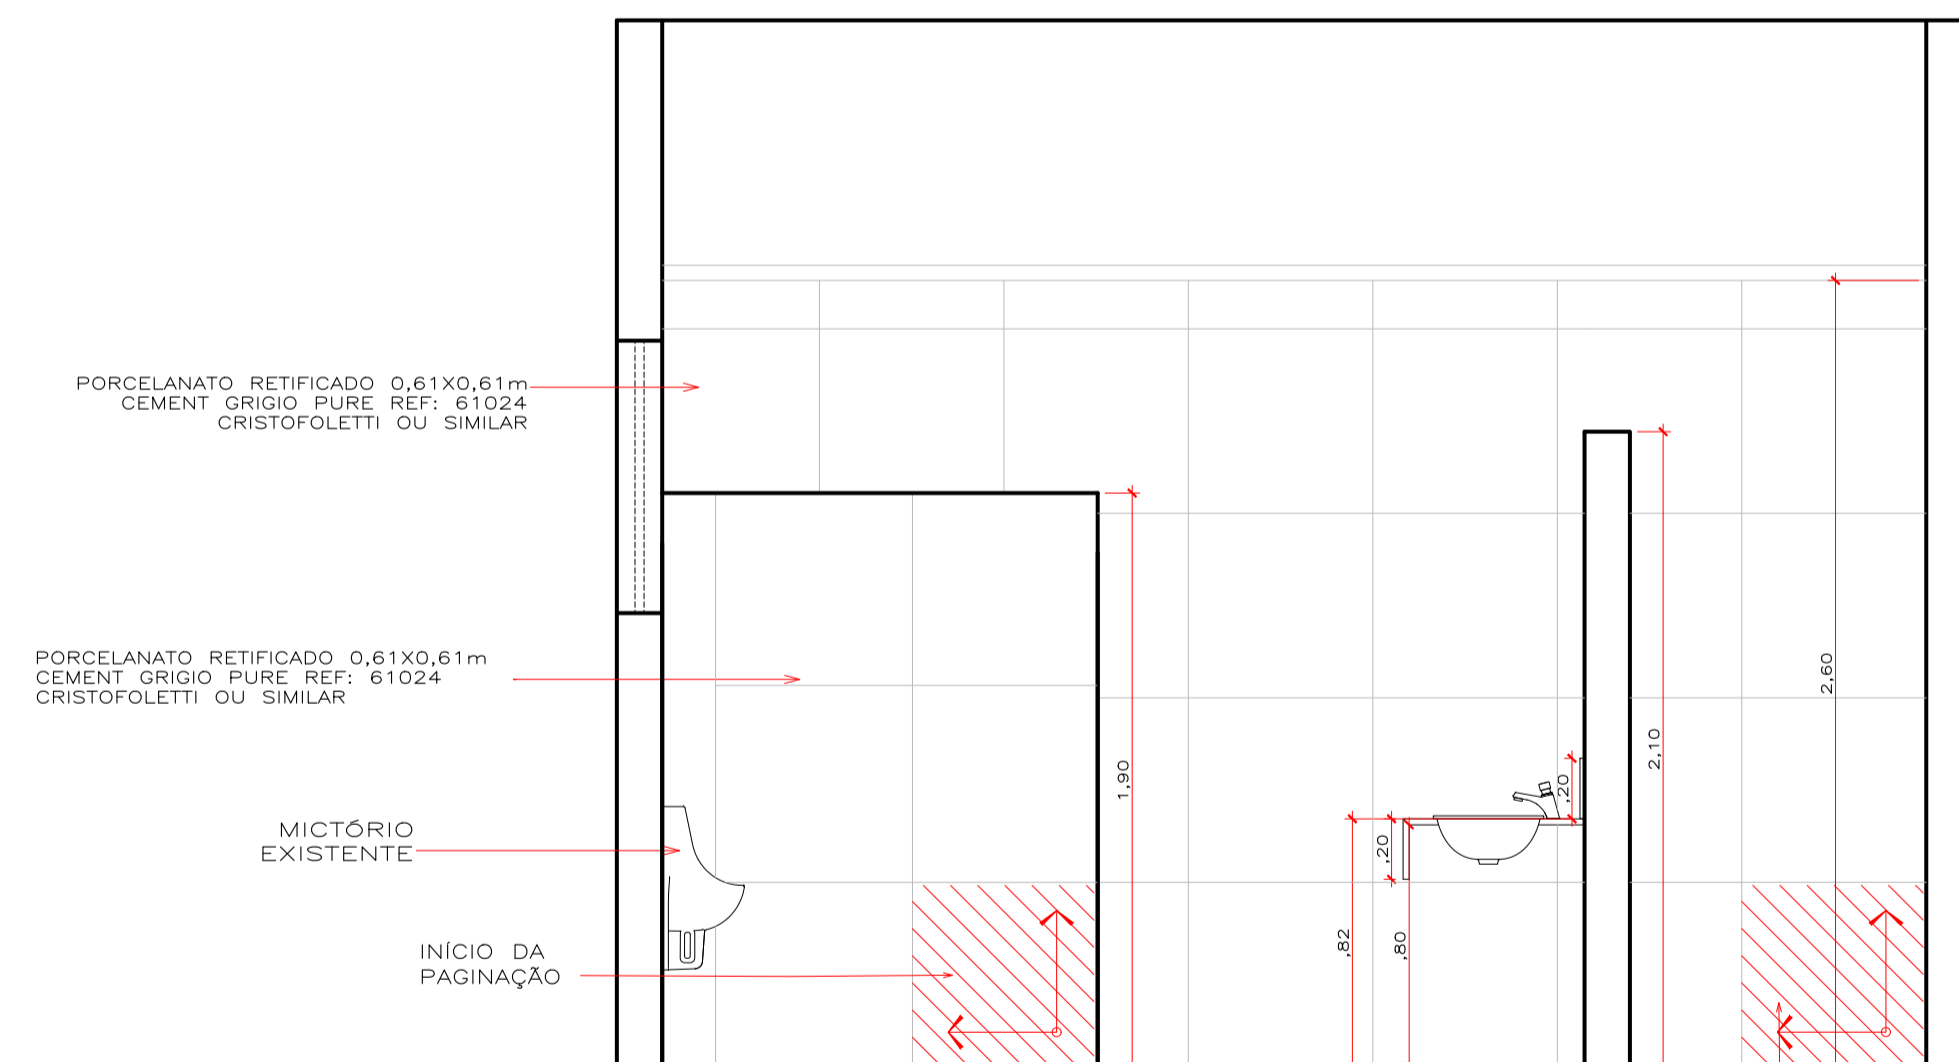 PORCELANATO RETIFICADO 0,61X0,61m
CEMENT GRIGIO PURE REF: 61024
CRISTOFOLETTI OU SIMILAR
PORCELANATO RETIFICADO 0,61X0,61m
CEMENT GRIGIO PURE REF: 61024
CRISTOFOLETTI OU SIMILAR
MICTÓRIO
EXISTENTE
INÍCIO DA
PAGINAÇÃO
1,90
,82
,20
,80
,20
2,10
2,60